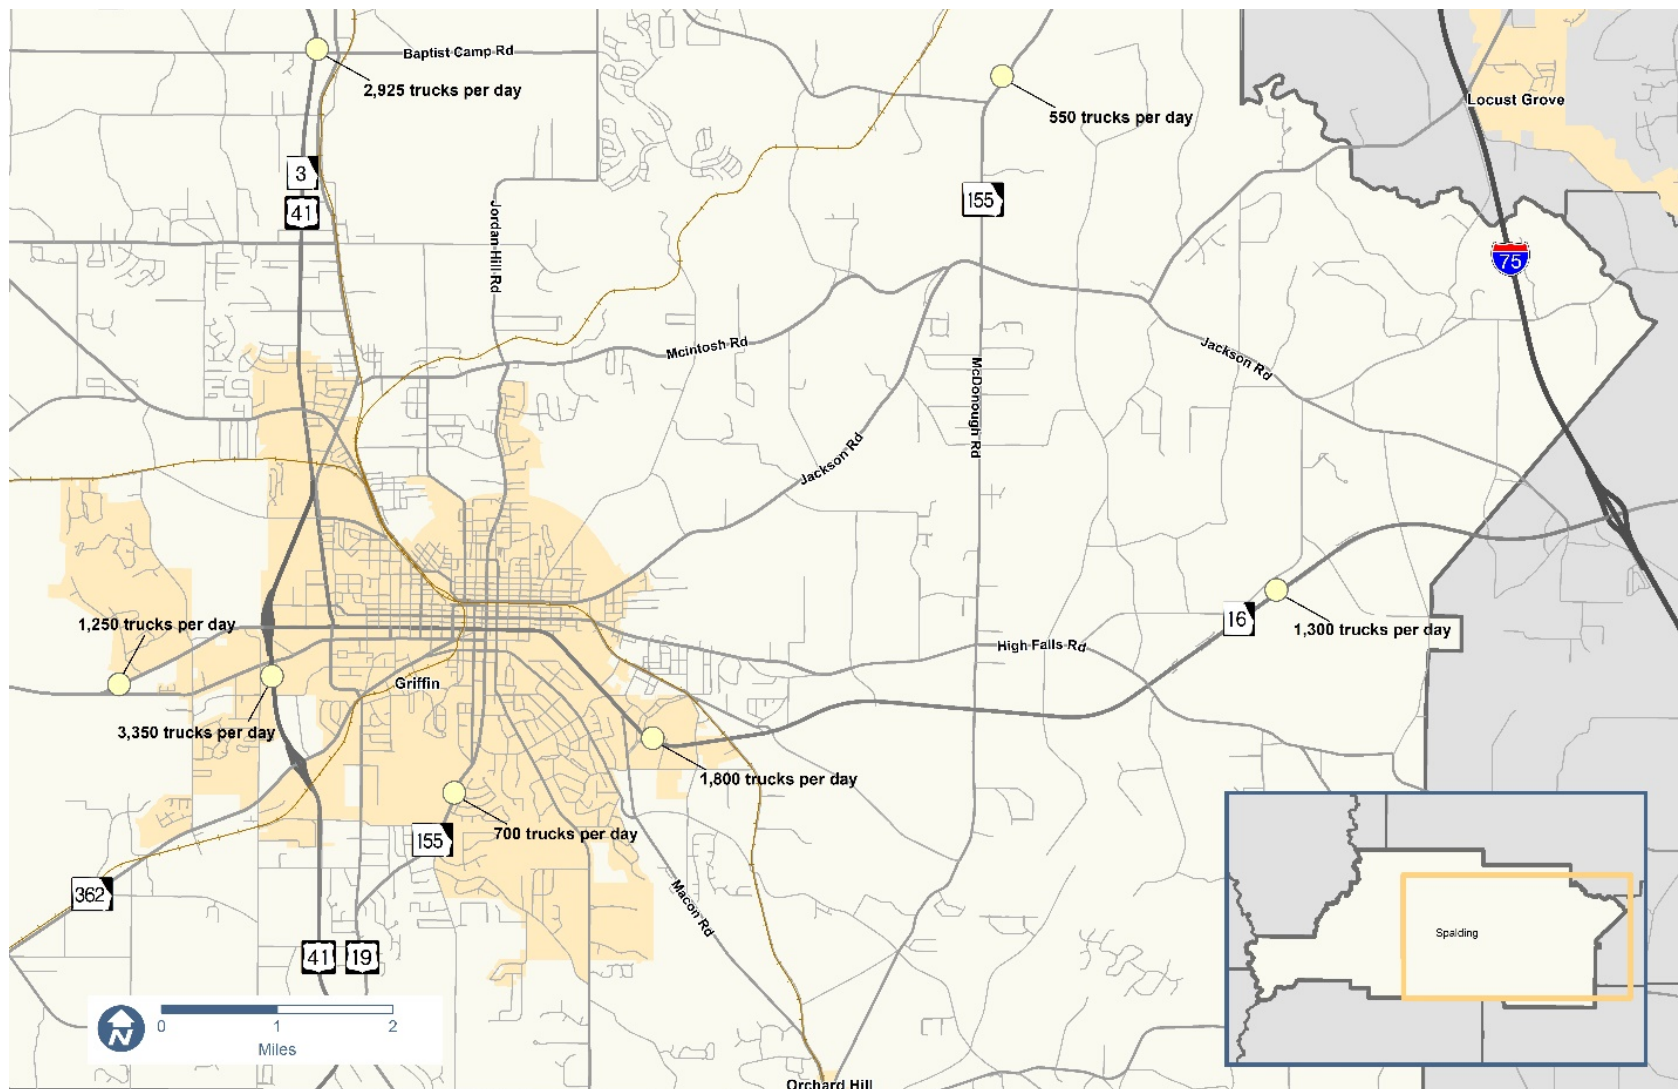 Baptist Camp Rd
2,925 trucks per day
550 trucks per day
Locust Grove
3
41
155
Jordan Hill Rd
75
Mcintosh Rd
Jackson Rd
McDonough Rd
Jackson Rd
1,250 trucks per day
16
1,300 trucks per day
High Falls Rd
Griffin
3,350 trucks per day
1,800 trucks per day
700 trucks per day
155
362
Macon Rd
41
19
Spalding
N
0
1
2
Miles
Orchard Hill